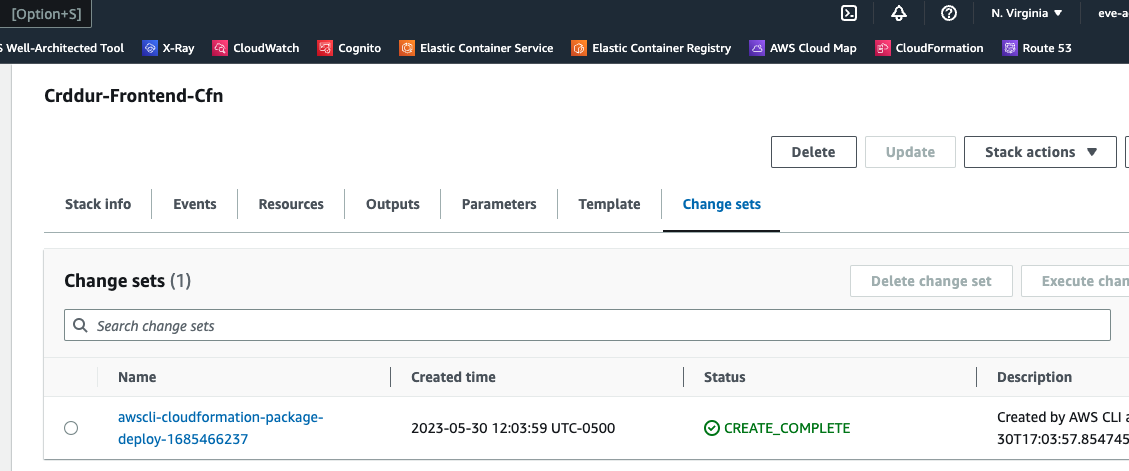 [Option+S]
N. Virginia ▼
eve-a
S Well-Architected Tool X-Ray CloudWatch Cognito Elastic Container Service Elastic Container Registry AWS Cloud Map CloudFormation Route 53
Crddur-Frontend-Cfn
Delete Update Stack actions ▼
Stack info Events Resources Outputs Parameters Template Change sets
Change sets (1)
Delete change set Execute chan
Search change sets
Name Created time Status Description
awscli-cloudformation-package-
deploy-1685466237
2023-05-30 12:03:59 UTC-0500
CREATE_COMPLETE
Created by AWS CLI a
30T17:03:57.854745